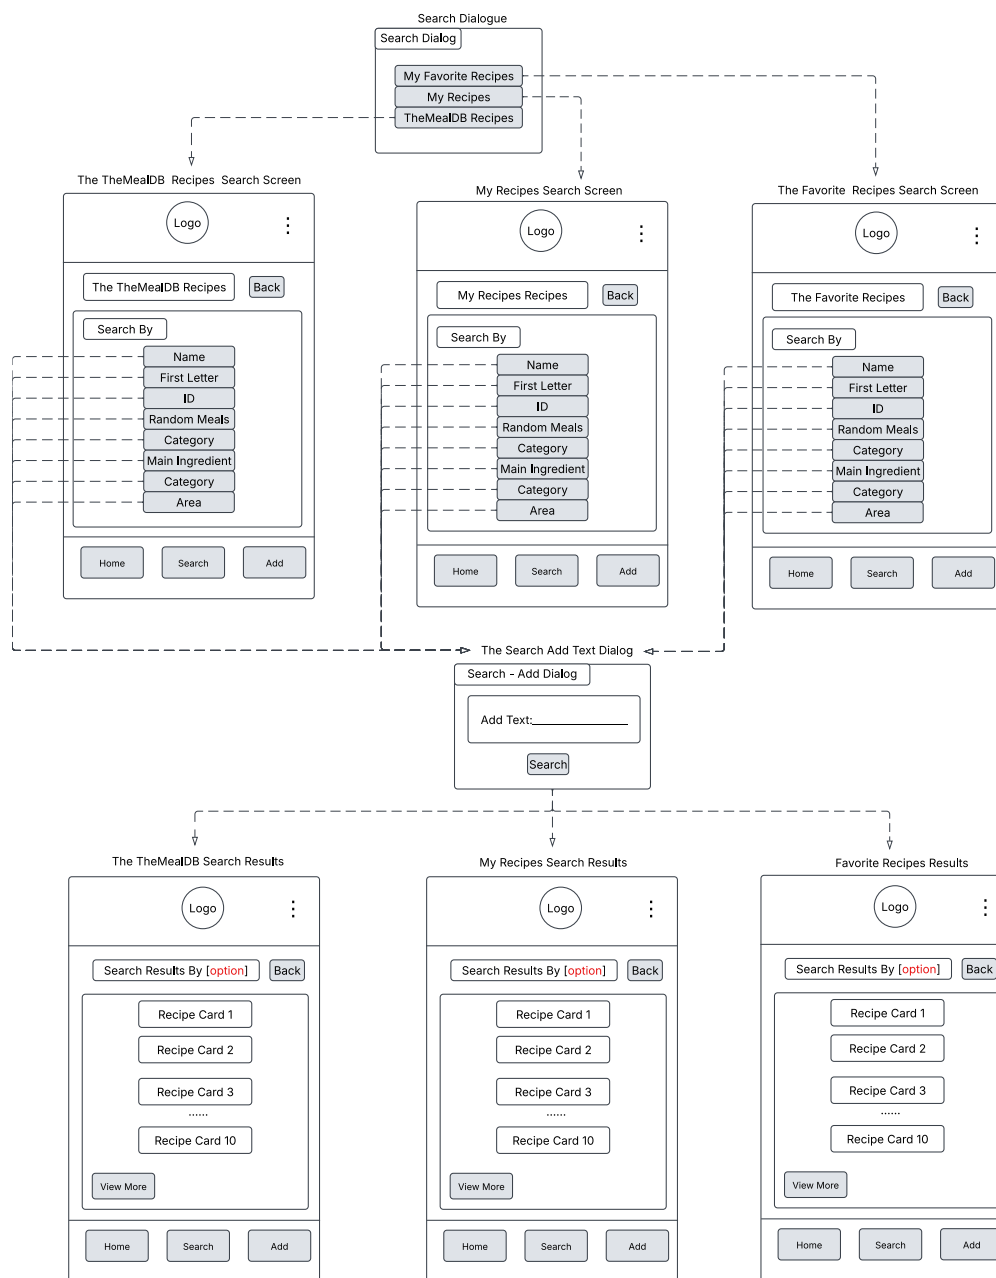 Search Dialogue
Search Dialog
My Favorite Recipes
My Recipes
TheMealDB Recipes
The TheMealDB Recipes Search Screen
Logo
The TheMealDB Recipes
Back
Search By
Name
First Letter
ID
Random Meals
Category
Main Ingredient
Category
Area
Home
Search
Add
My Recipes Search Screen
Logo
My Recipes Recipes
Back
Search By
Name
First Letter
ID
Random Meals
Category
Main Ingredient
Category
Area
Home
Search
Add
The Favorite Recipes Search Screen
Logo
The Favorite Recipes
Back
Search By
Name
First Letter
ID
Random Meals
Category
Main Ingredient
Category
Area
Home
Search
Add
The Search Add Text Dialog
Search - Add Dialog
Add Text:_______________
Search
The TheMealDB Search Results
Logo
Search Results By [option]
Back
Recipe Card 1
Recipe Card 2
Recipe Card 3
......
Recipe Card 10
View More
Home
Search
Add
My Recipes Search Results
Logo
Search Results By [option]
Back
Recipe Card 1
Recipe Card 2
Recipe Card 3
......
Recipe Card 10
View More
Home
Search
Add
Favorite Recipes Results
Logo
Search Results By [option]
Back
Recipe Card 1
Recipe Card 2
Recipe Card 3
......
Recipe Card 10
View More
Home
Search
Add